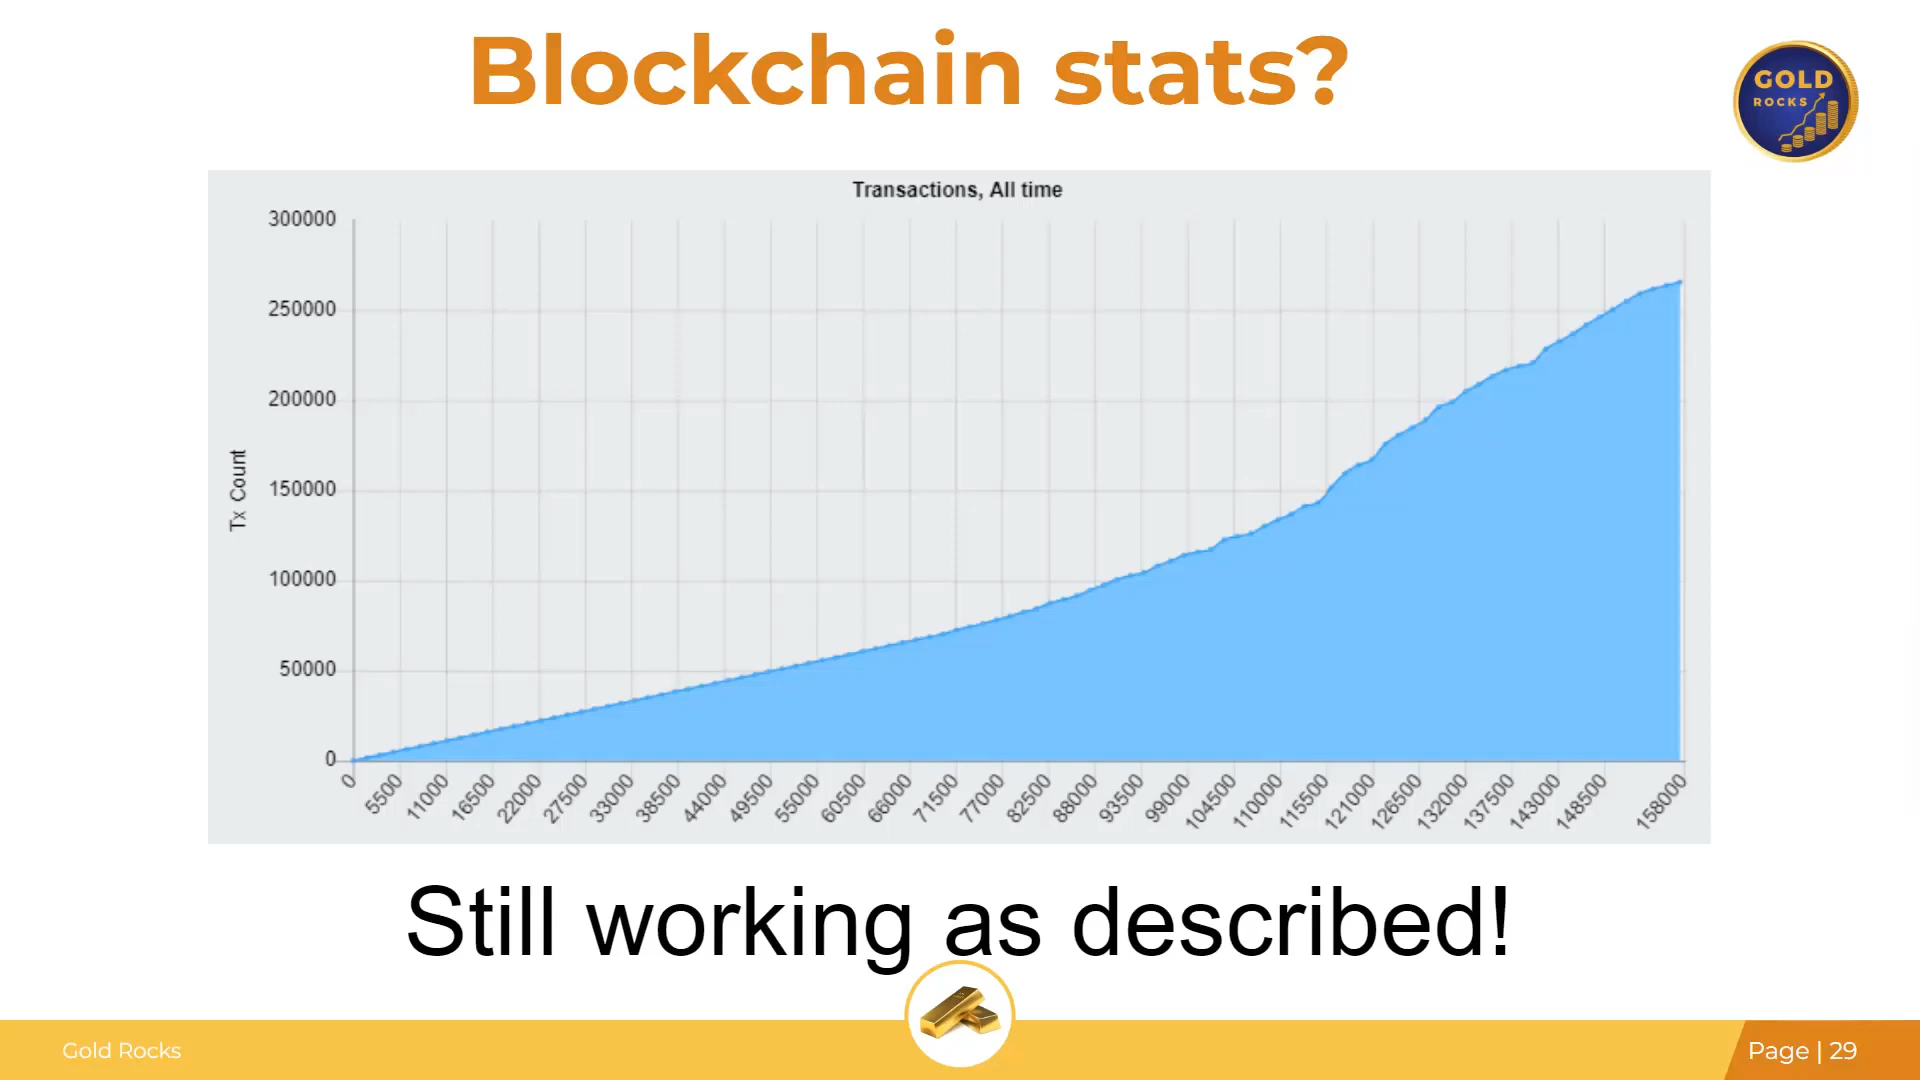 Blockchain stats?
GOLD
ROCKS
Transactions, All time
300000
250000
200000
150000
100000
50000
0
Tx Count
0 5500 11000 16500 22000 27500 33000 38500 44000 49500 55000 60500 66000 71500 77000 82500 88000 93500 99000 104500 110000 115500 121000 126500 132000 137500 143000 148500 158000
Still working as described!
Gold Rocks
Page | 29